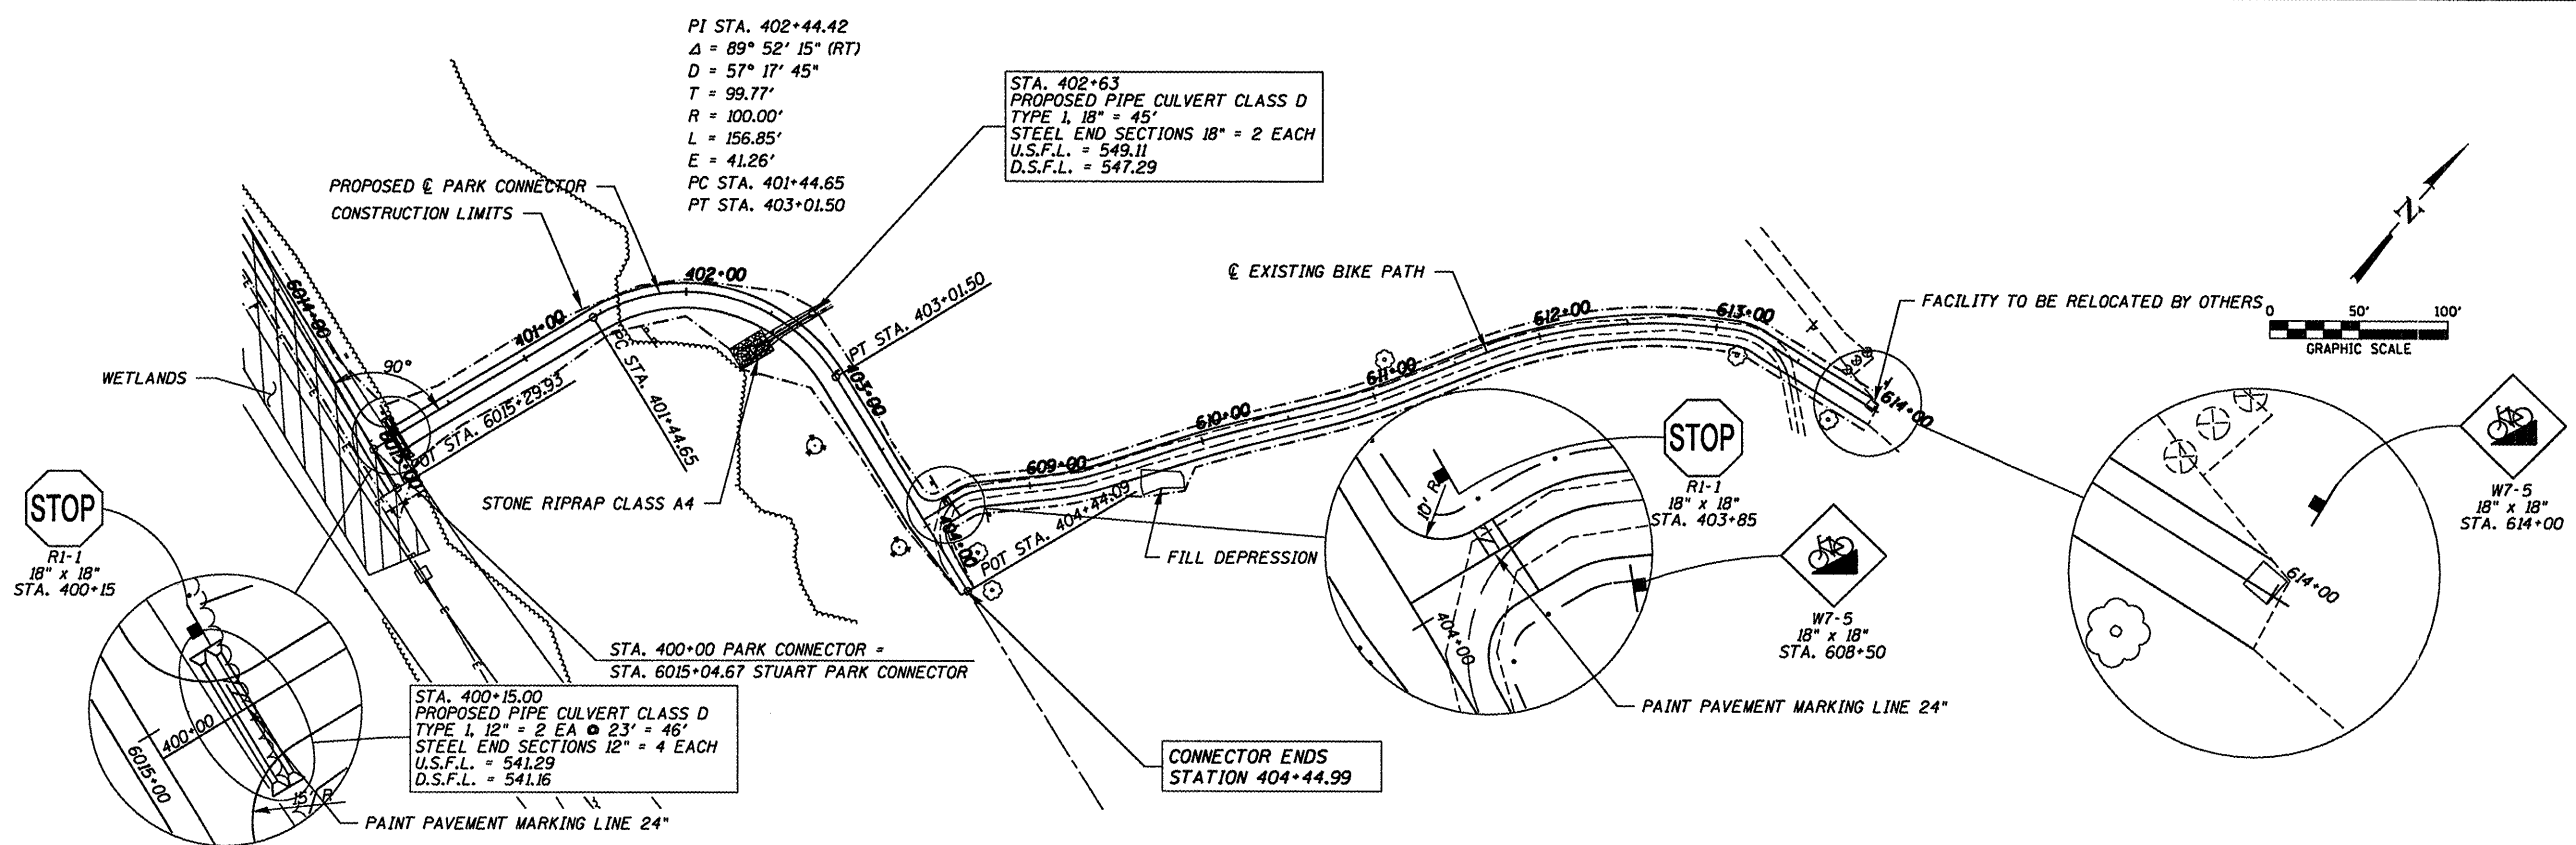 PI STA. 402+44.42
Δ = 89° 52' 15" (RT)
D = 57° 17' 45"
T = 99.77'
R = 100.00'
L = 156.85'
E = 41.26'
PC STA. 401+44.65
PT STA. 403+01.50
STA. 402+63
PROPOSED PIPE CULVERT CLASS D
TYPE 1, 18" = 45'
STEEL END SECTIONS 18" = 2 EACH
U.S.F.L. = 549.11
D.S.F.L. = 547.29
PROPOSED ℄ PARK CONNECTOR
CONSTRUCTION LIMITS
N
℄ EXISTING BIKE PATH
FACILITY TO BE RELOCATED BY OTHERS
0 50' 100'
GRAPHIC SCALE
6014+00
401+00
402+00
403+00
PT STA. 403+01.50
PC STA. 401+44.65
612+00
613+00
614+00
611+00
610+00
609+00
WETLANDS
90°
6015+00
POT STA. 6015+29.93
STONE RIPRAP CLASS A4
404+00
POT STA. 404+44.09
FILL DEPRESSION
STOP
R1-1
18" x 18"
STA. 400+15
10' R
STOP
R1-1
18" x 18"
STA. 403+85
W7-5
18" x 18"
STA. 608+50
404+00
PAINT PAVEMENT MARKING LINE 24"
614+00
W7-5
18" x 18"
STA. 614+00
STA. 400+00 PARK CONNECTOR =
STA. 6015+04.67 STUART PARK CONNECTOR
STA. 400+15.00
PROPOSED PIPE CULVERT CLASS D
TYPE 1, 12" = 2 EA @ 23' = 46'
STEEL END SECTIONS 12" = 4 EACH
U.S.F.L. = 541.29
D.S.F.L. = 541.16
400+00
6015+00
15' R
PAINT PAVEMENT MARKING LINE 24"
CONNECTOR ENDS
STATION 404+44.99